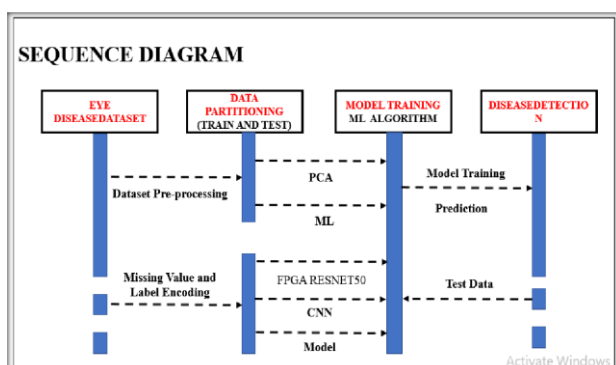 SEQUENCE DIAGRAM
EYE
DISEASEDATASET
DATA
PARTITIONING
(TRAIN AND TEST)
MODEL TRAINING
ML ALGORITHM
DISEASEDETECTIO
N
PCA
Model Training
Dataset Pre-processing
Prediction
ML
Missing Value and
Label Encoding
FPGA RESNET50
Test Data
CNN
Model
Activate Windows